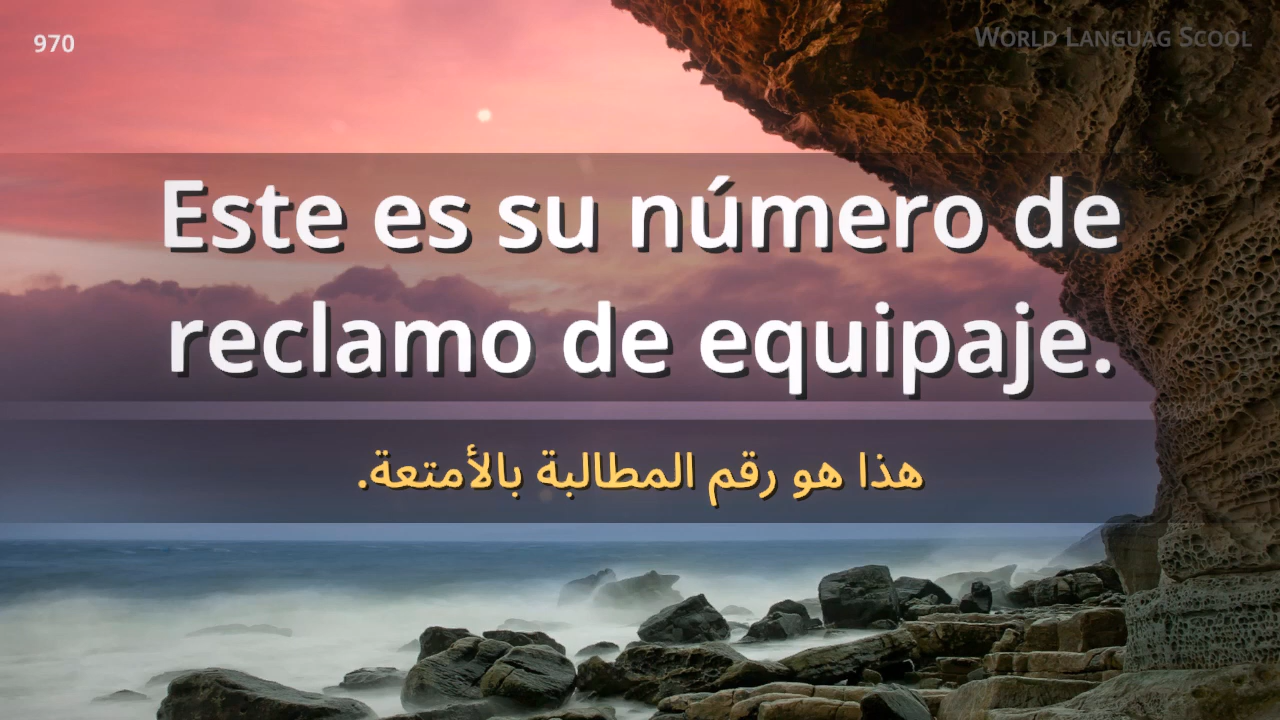 970
World Languag Scool
Este es su número de
reclamo de equipaje.
هذا هو رقم المطالبة بالأمتعة.